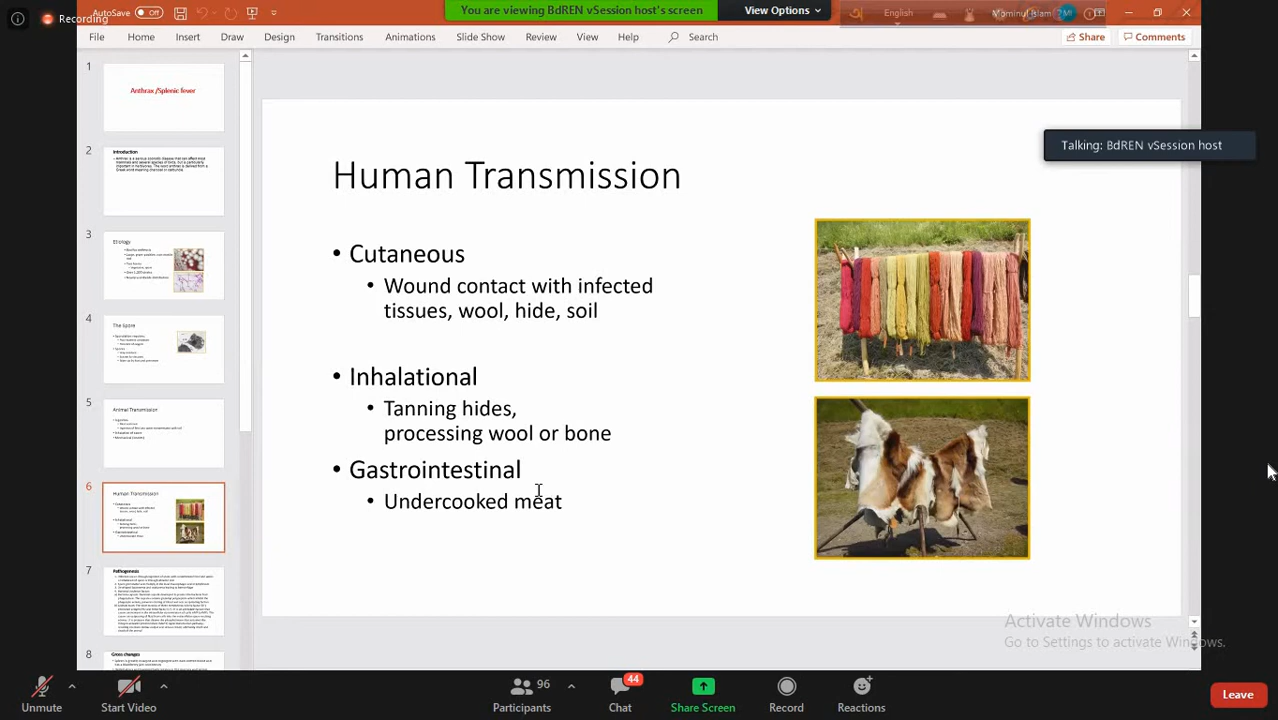 Recording
AutoSave Off
You are viewing BdREN vSession host's screen
View Options
English
Mominul Islam
MI
File Home Insert Draw Design Transitions Animations Slide Show Review View Help Search
Share Comments
1
Anthrax /Splenic fever
2
Introduction
3
Etiology
4
The Spore
5
Animal Transmission
6
Human Transmission
7
Pathogenesis
8
Gross changes
Talking: BdREN vSession host
Human Transmission
• Cutaneous
• Wound contact with infected
tissues, wool, hide, soil
• Inhalational
• Tanning hides,
processing wool or bone
• Gastrointestinal
• Undercooked meat
Activate Windows
Go to Settings to activate Windows.
Unmute
Start Video
96
Participants
44
Chat
Share Screen
Record
Reactions
Leave